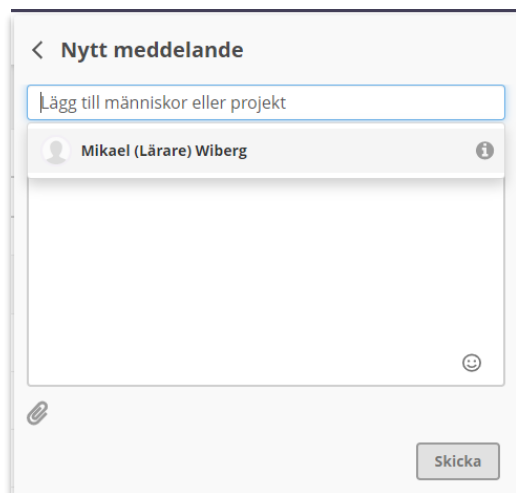 Nytt meddelande
Lägg till människor eller projekt
Mikael (Lärare) Wiberg
Skicka